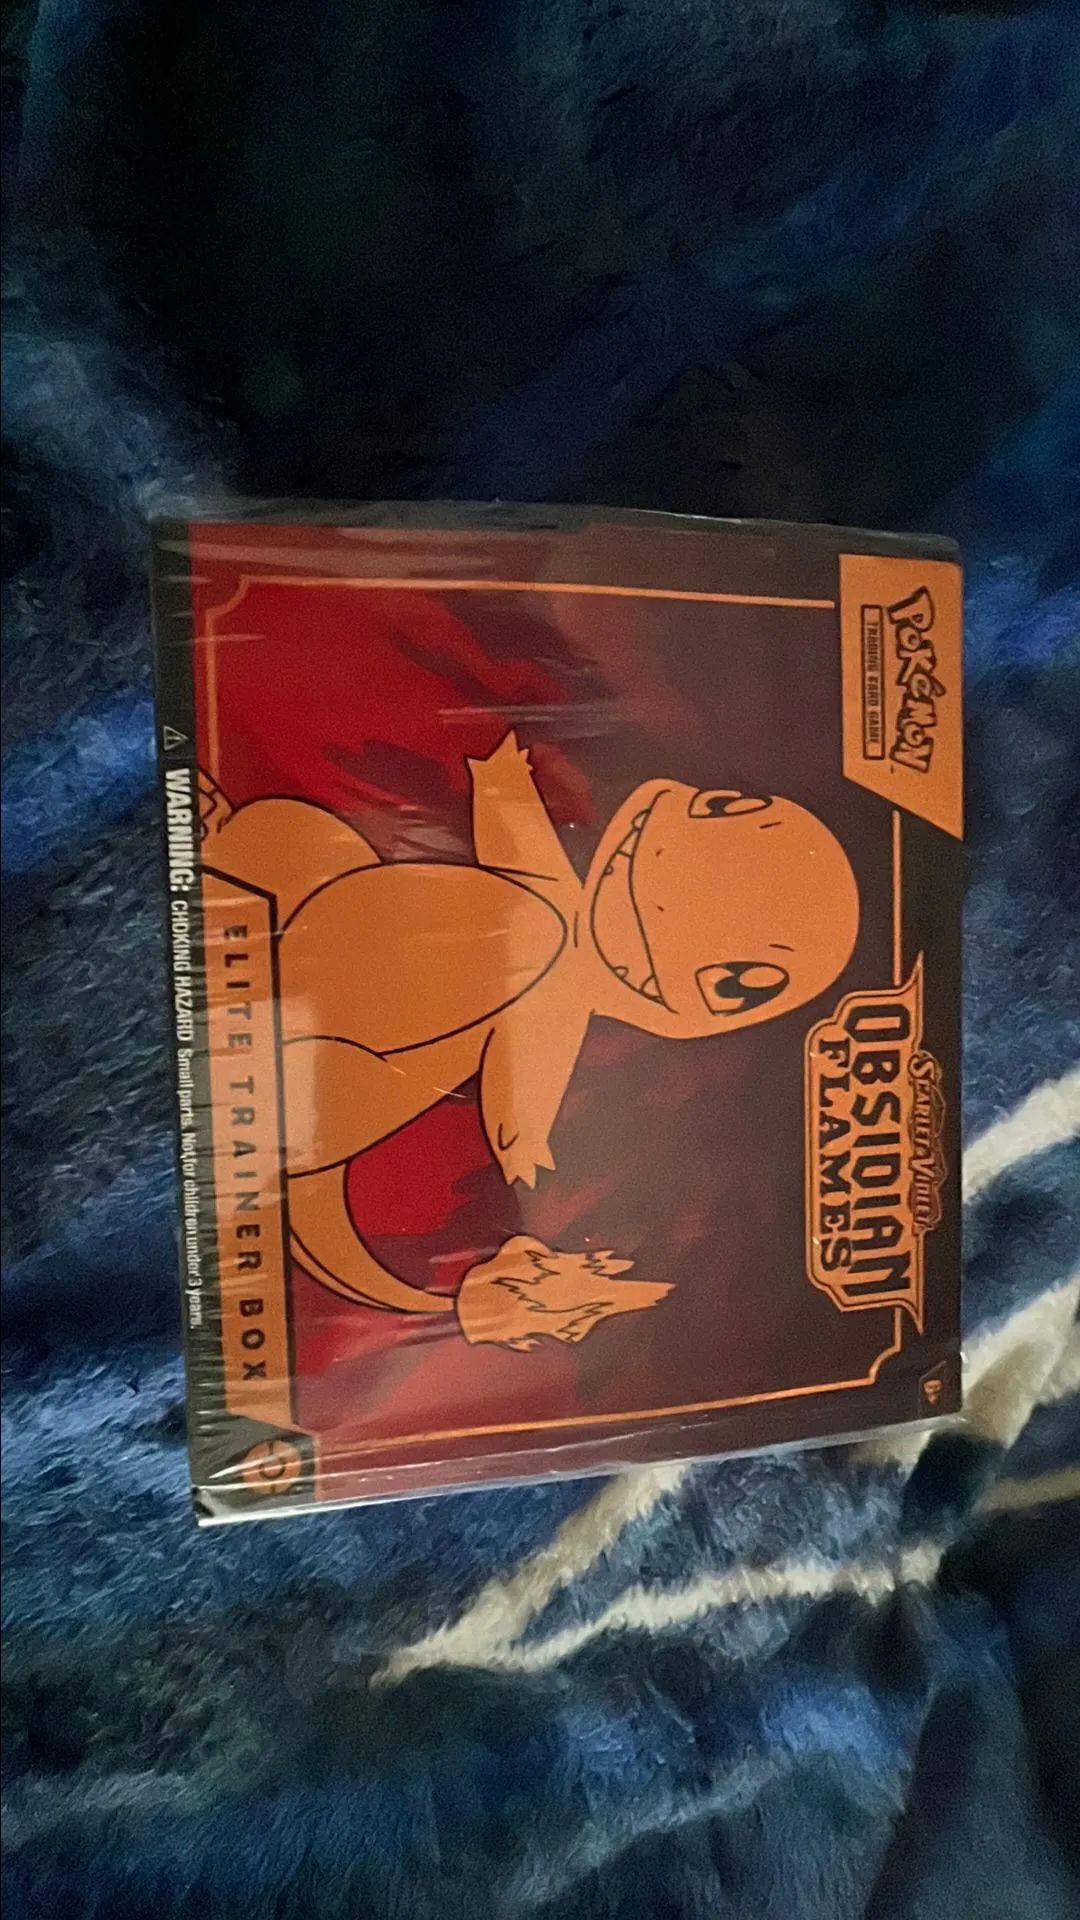 POKÉMON
TRADING CARD GAME
SCARLET & VIOLET
OBSIDIAN
FLAMES
ELITE TRAINER BOX
⚠ WARNING: CHOKING HAZARD Small parts. Not for children under 3 years.